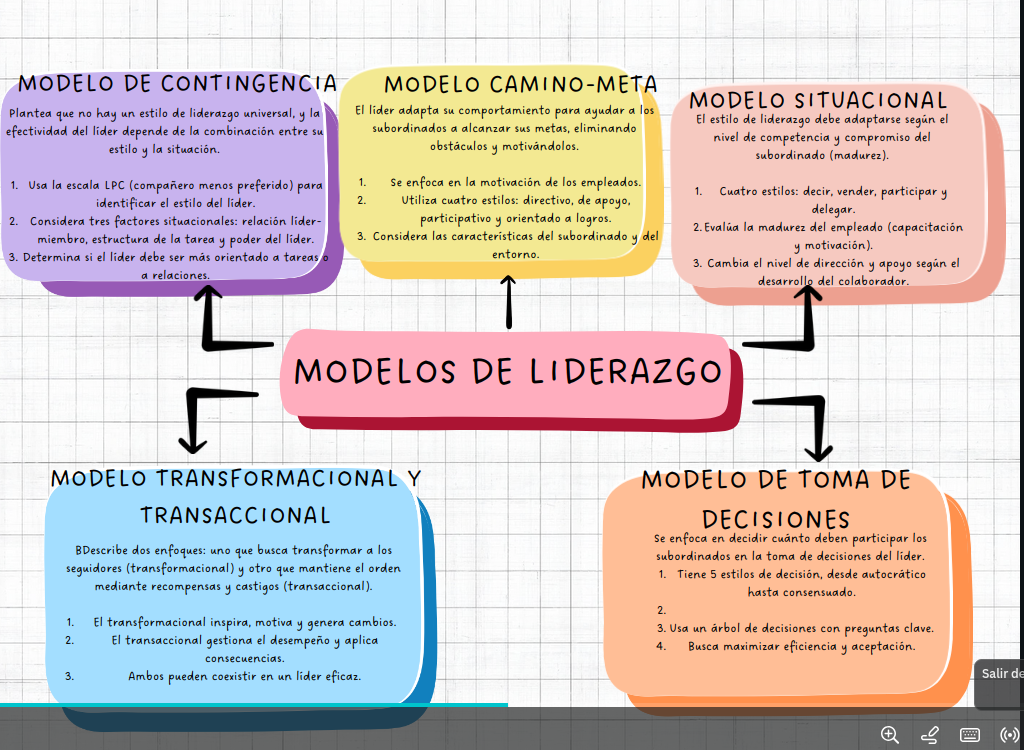 MODELO DE CONTINGENCIA
Plantea que no hay un estilo de liderazgo universal, y la
efectividad del líder depende de la combinación entre su
estilo y la situación.
1. Usa la escala LPC (compañero menos preferido) para
identificar el estilo del líder.
2. Considera tres factores situacionales: relación líder-
miembro, estructura de la tarea y poder del líder.
3. Determina si el líder debe ser más orientado a tareas o
a relaciones.
MODELO CAMINO-META
El líder adapta su comportamiento para ayudar a los
subordinados a alcanzar sus metas, eliminando
obstáculos y motivándolos.
1. Se enfoca en la motivación de los empleados.
2. Utiliza cuatro estilos: directivo, de apoyo,
participativo y orientado a logros.
3. Considera las características del subordinado y del
entorno.
MODELO SITUACIONAL
El estilo de liderazgo debe adaptarse según el
nivel de competencia y compromiso del
subordinado (madurez).
1. Cuatro estilos: decir, vender, participar y
delegar.
2. Evalúa la madurez del empleado (capacitación
y motivación).
3. Cambia el nivel de dirección y apoyo según el
desarrollo del colaborador.
MODELOS DE LIDERAZGO
MODELO TRANSFORMACIONAL Y
TRANSACCIONAL
BDescribe dos enfoques: uno que busca transformar a los
seguidores (transformacional) y otro que mantiene el orden
mediante recompensas y castigos (transaccional).
1. El transformacional inspira, motiva y genera cambios.
2. El transaccional gestiona el desempeño y aplica
consecuencias.
3. Ambos pueden coexistir en un líder eficaz.
MODELO DE TOMA DE
DECISIONES
Se enfoca en decidir cuánto deben participar los
subordinados en la toma de decisiones del líder.
1. Tiene 5 estilos de decisión, desde autocrático
hasta consensuado.
2.
3. Usa un árbol de decisiones con preguntas clave.
4. Busca maximizar eficiencia y aceptación.
Salir de